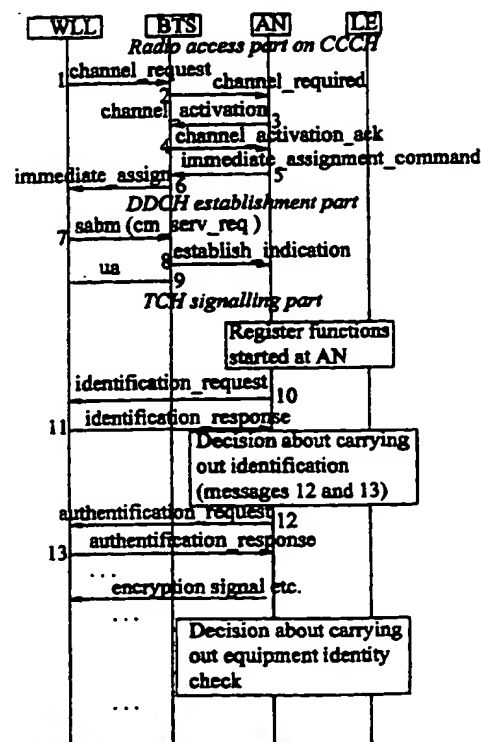 WLL BTS AN LE
Radio access part on CCCH
channel_request
1
channel_required
2
channel_activation
3
channel_activation_ack
4
immediate_assignment_command
5
immediate_assign
6
DDCH establishment part
sabm (cm_serv_req )
7
establish_indication
8
ua
9
TCH signalling part
Register functions
started at AN
identification_request
10
identification_response
11
Decision about carrying
out identification
(messages 12 and 13)
authentification_request
12
authentification_response
13
...
encryption signal etc.
...
Decision about carrying
out equipment identity
check
...